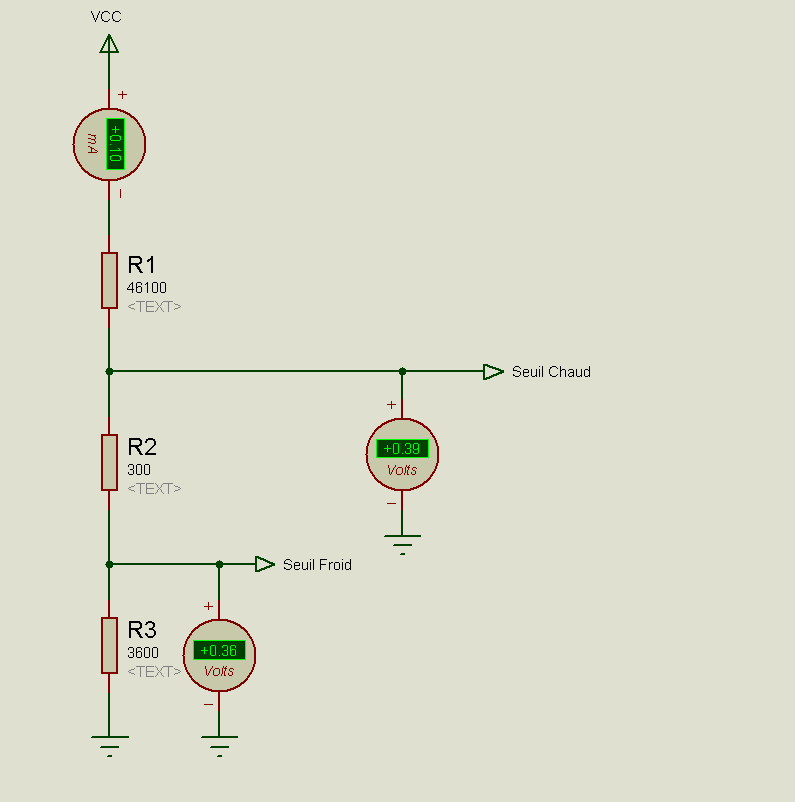 VCC
+
+0.10
mA
−
R1
46100
<TEXT>
Seuil Chaud
+
R2
300
<TEXT>
+0.39
Volts
−
Seuil Froid
+
R3
3600
<TEXT>
+0.36
Volts
−